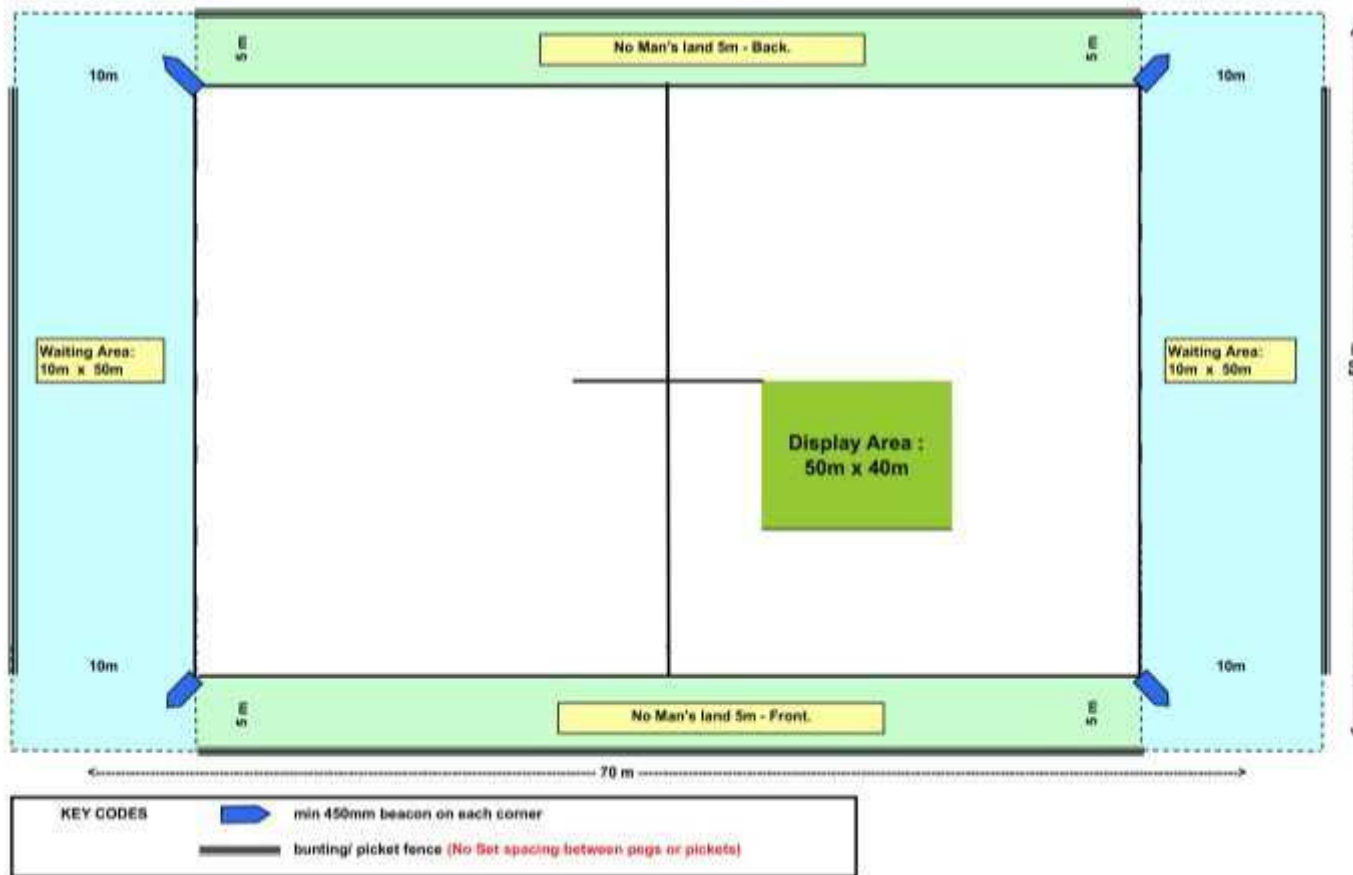 No Man's land 5m - Back.
5 m
5 m
10m
10m
Waiting Area:
10m x 50m
Waiting Area:
10m x 50m
Display Area :
50m x 40m
10m
10m
5 m
5 m
No Man's land 5m - Front.
70 m
KEY CODES
min 450mm beacon on each corner
bunting/ picket fence (No Set spacing between pegs or pickets)